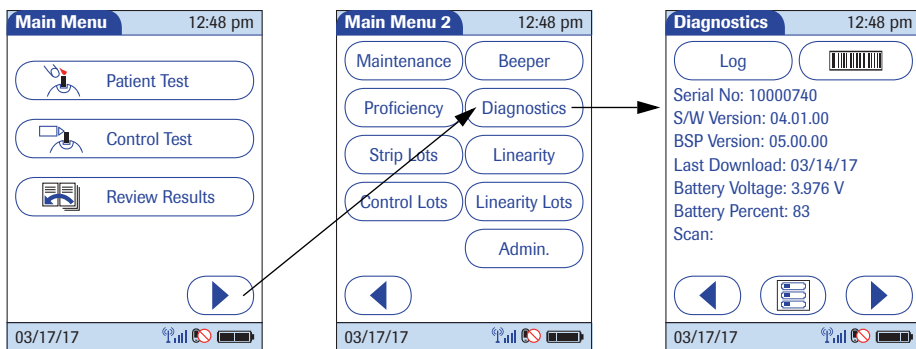 Main Menu 12:48 pm
Patient Test
Control Test
Review Results
03/17/17
Main Menu 2 12:48 pm
Maintenance Beeper
Proficiency Diagnostics
Strip Lots Linearity
Control Lots Linearity Lots
Admin.
03/17/17
Diagnostics 12:48 pm
Log
Serial No: 10000740
S/W Version: 04.01.00
BSP Version: 05.00.00
Last Download: 03/14/17
Battery Voltage: 3.976 V
Battery Percent: 83
Scan:
03/17/17